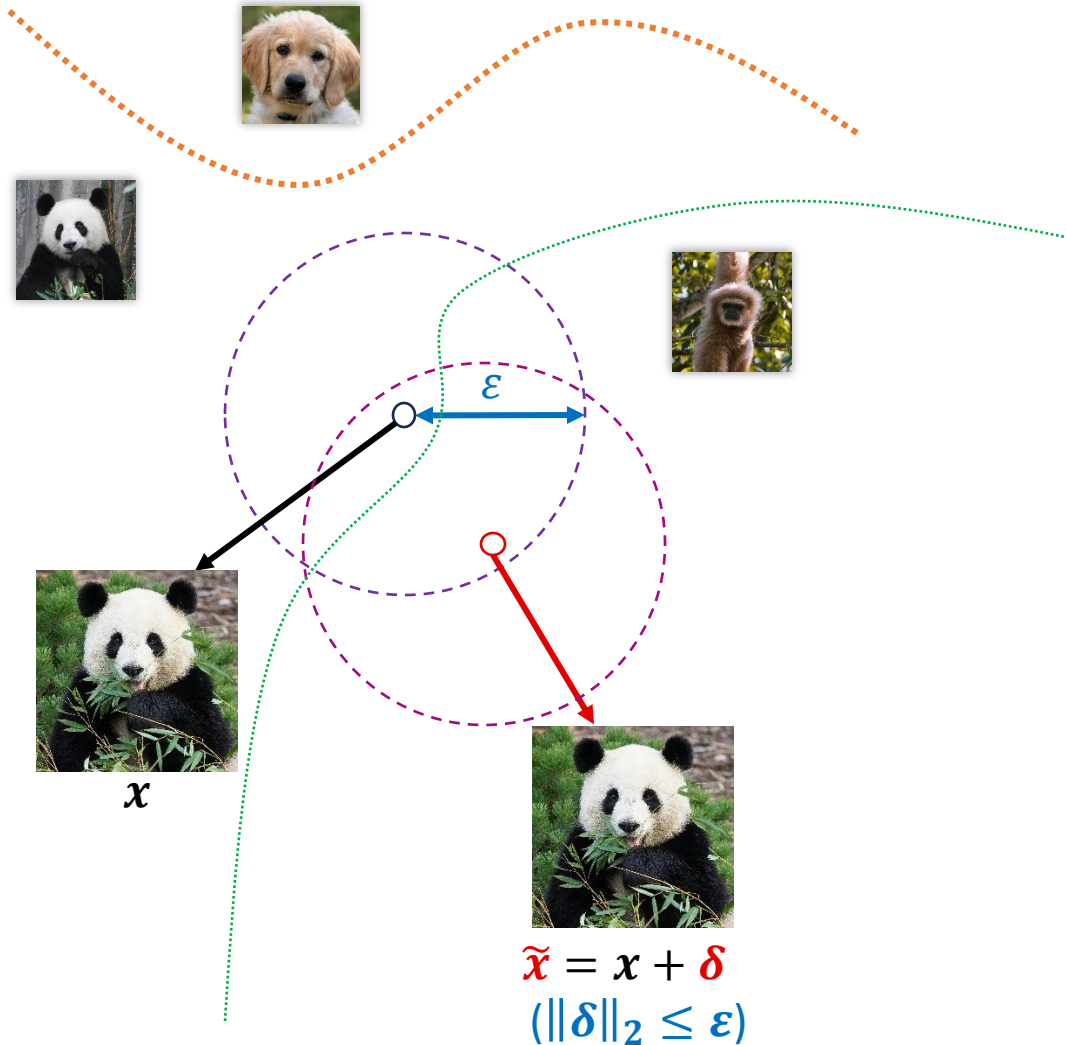 ε
x
x̃ = x + δ
(‖δ‖₂ ≤ ε)